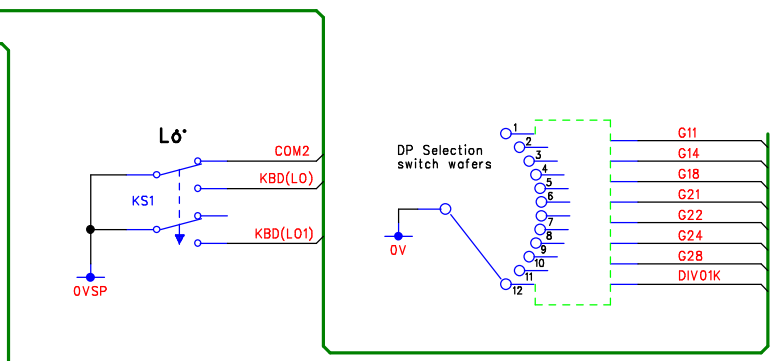 Ló·
COM2
KBD(LO)
KS1
KBD(LO1)
0VSP
DP Selection
switch wafers
0V
1
2
3
4
5
6
7
8
9
10
11
12
G11
G14
G18
G21
G22
G24
G28
DIV01K